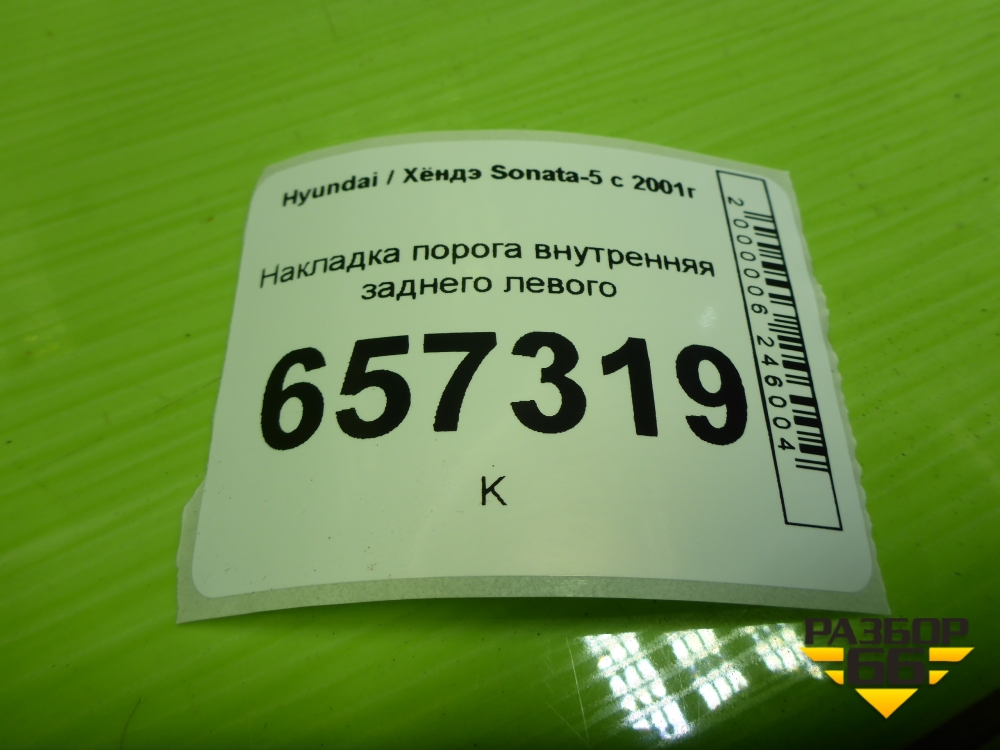 Hyundai / Хёндэ Sonata-5 с 2001г
Накладка порога внутренняя
заднего левого
657319
К
2000006246004
РАЗБОР
66